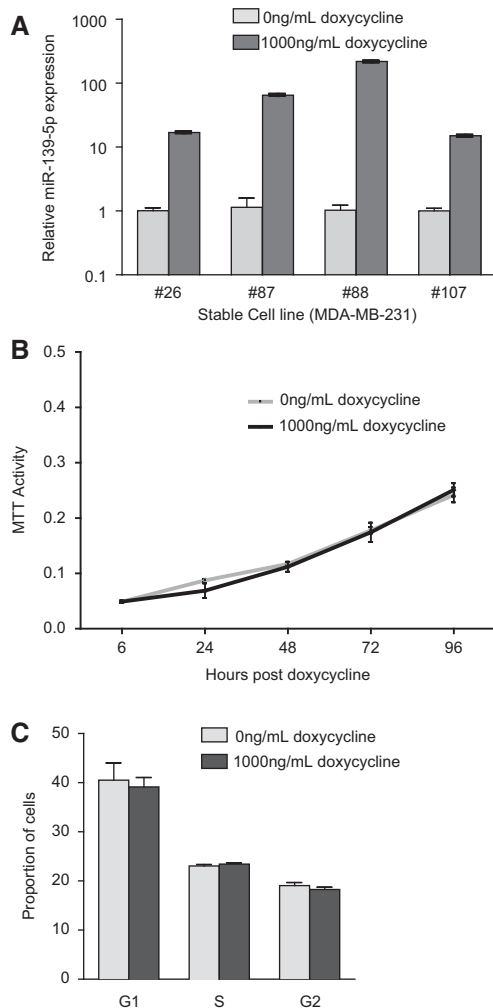 A
0ng/mL doxycycline
1000ng/mL doxycycline
Relative miR-139-5p expression
1000
100
10
1
0.1
#26 #87 #88 #107
Stable Cell line (MDA-MB-231)
B
0ng/mL doxycycline
1000ng/mL doxycycline
MTT Activity
0.5
0.4
0.3
0.2
0.1
0.0
6 24 48 72 96
Hours post doxycycline
C
0ng/mL doxycycline
1000ng/mL doxycycline
Proportion of cells
50
40
30
20
10
0
G1 S G2